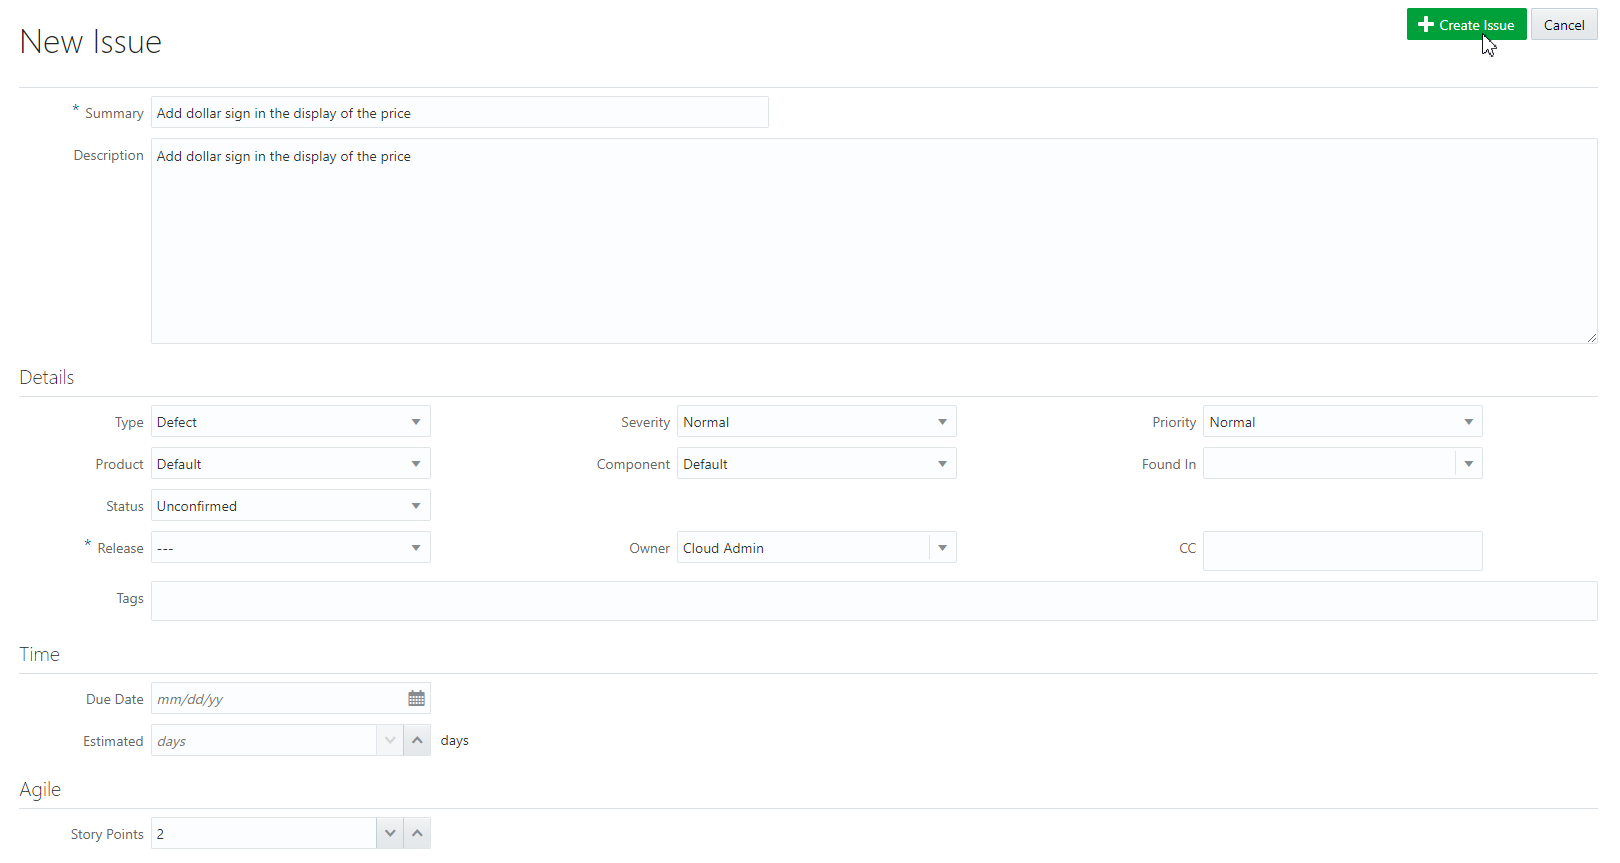 New Issue
Create Issue
Cancel
* Summary Add dollar sign in the display of the price
Description Add dollar sign in the display of the price
Details
Type Defect Severity Normal Priority Normal
Product Default Component Default Found In
Status Unconfirmed
* Release --- Owner Cloud Admin CC
Tags
Time
Due Date mm/dd/yy
Estimated days days
Agile
Story Points 2